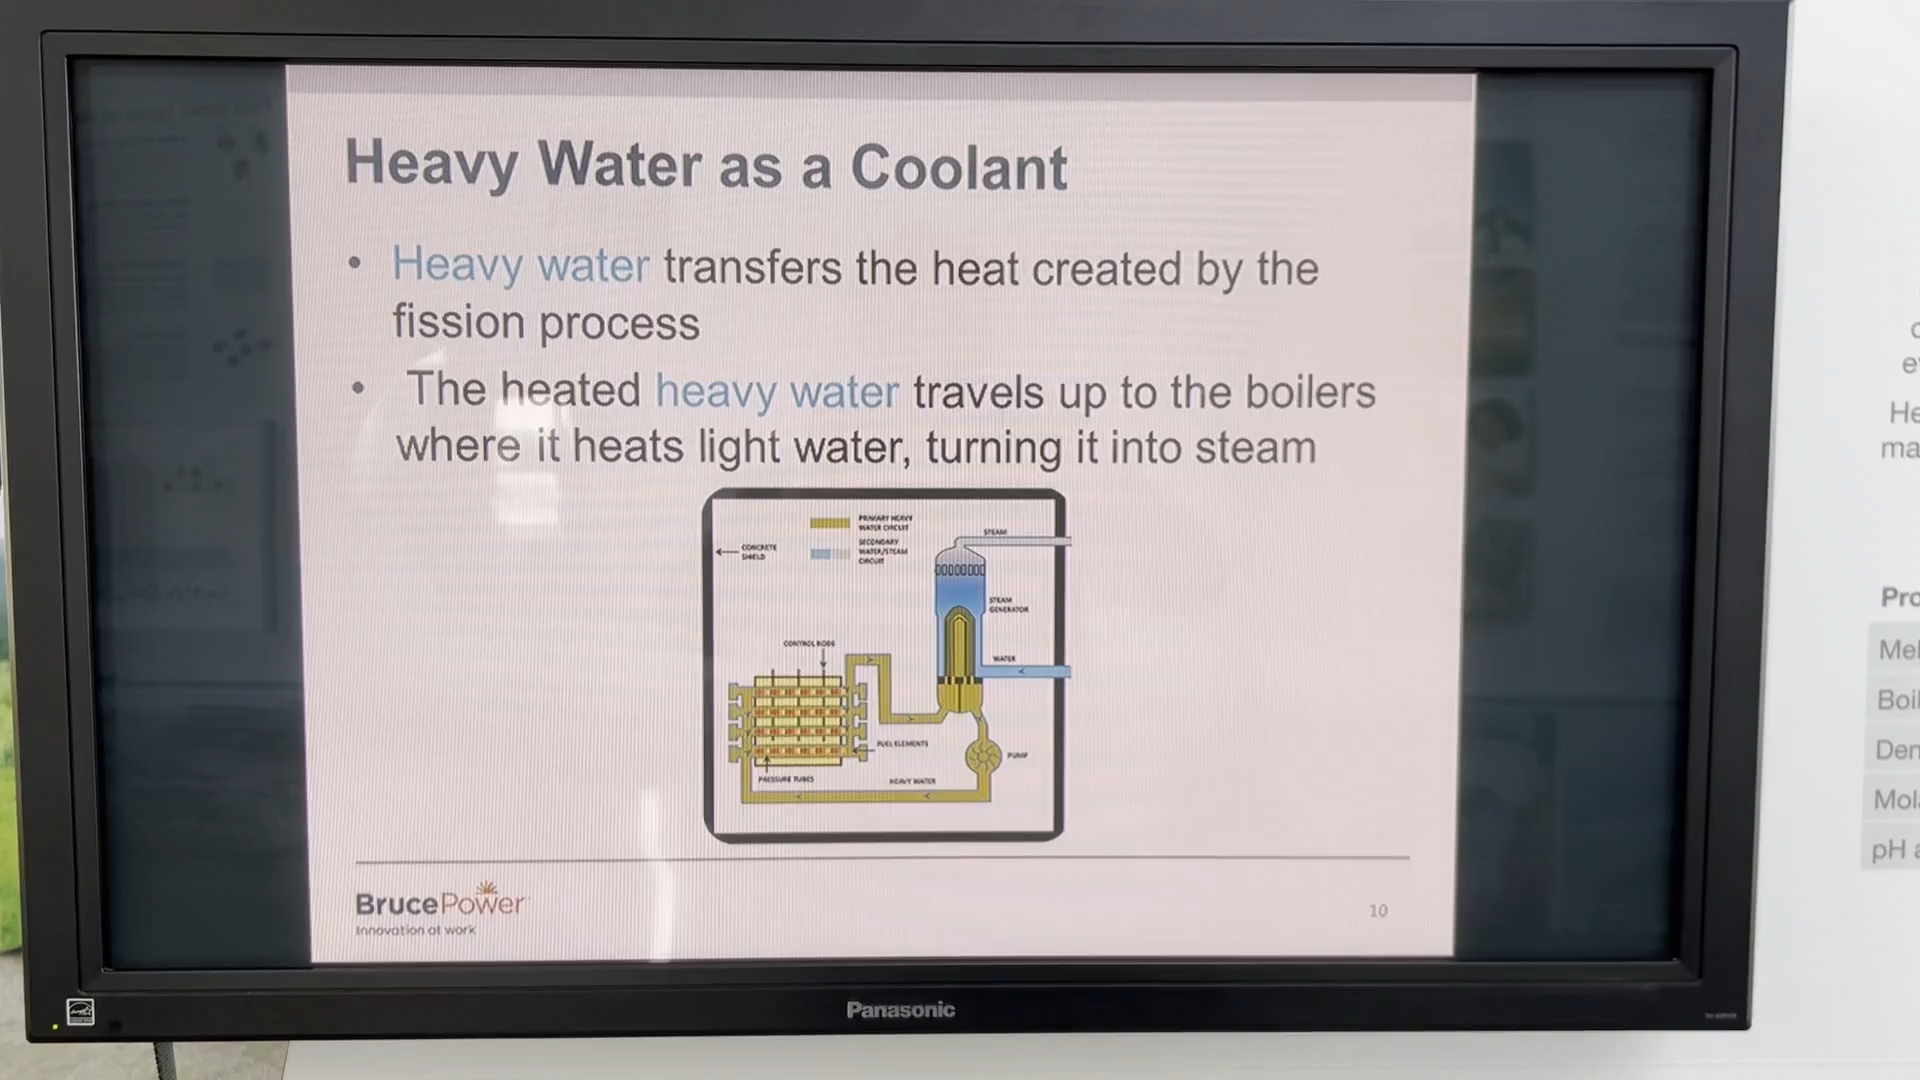 Heavy Water as a Coolant
• Heavy water transfers the heat created by the
fission process
• The heated heavy water travels up to the boilers
where it heats light water, turning it into steam
PRIMARY HEAVY
WATER CIRCUIT
SECONDARY
WATER/STEAM
CIRCUIT
CONCRETE
SHIELD
STEAM
STEAM
GENERATOR
CONTROL RODS
WATER
FUEL ELEMENTS
PUMP
PRESSURE TUBES
HEAVY WATER
BrucePower
Innovation at work
10
Panasonic
He
ma
Pro
Mel
Boil
Den
Mol
pH